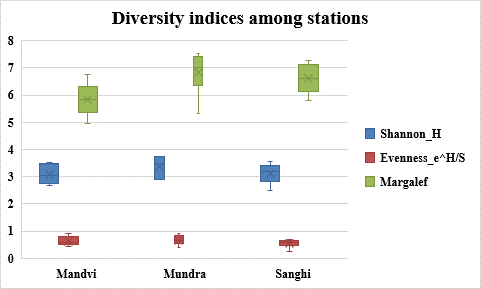 Diversity indices among stations
8
7
6
5
4
3
2
1
0
Mandvi Mundra Sanghi
Shannon_H
Evenness_e^H/S
Margalef